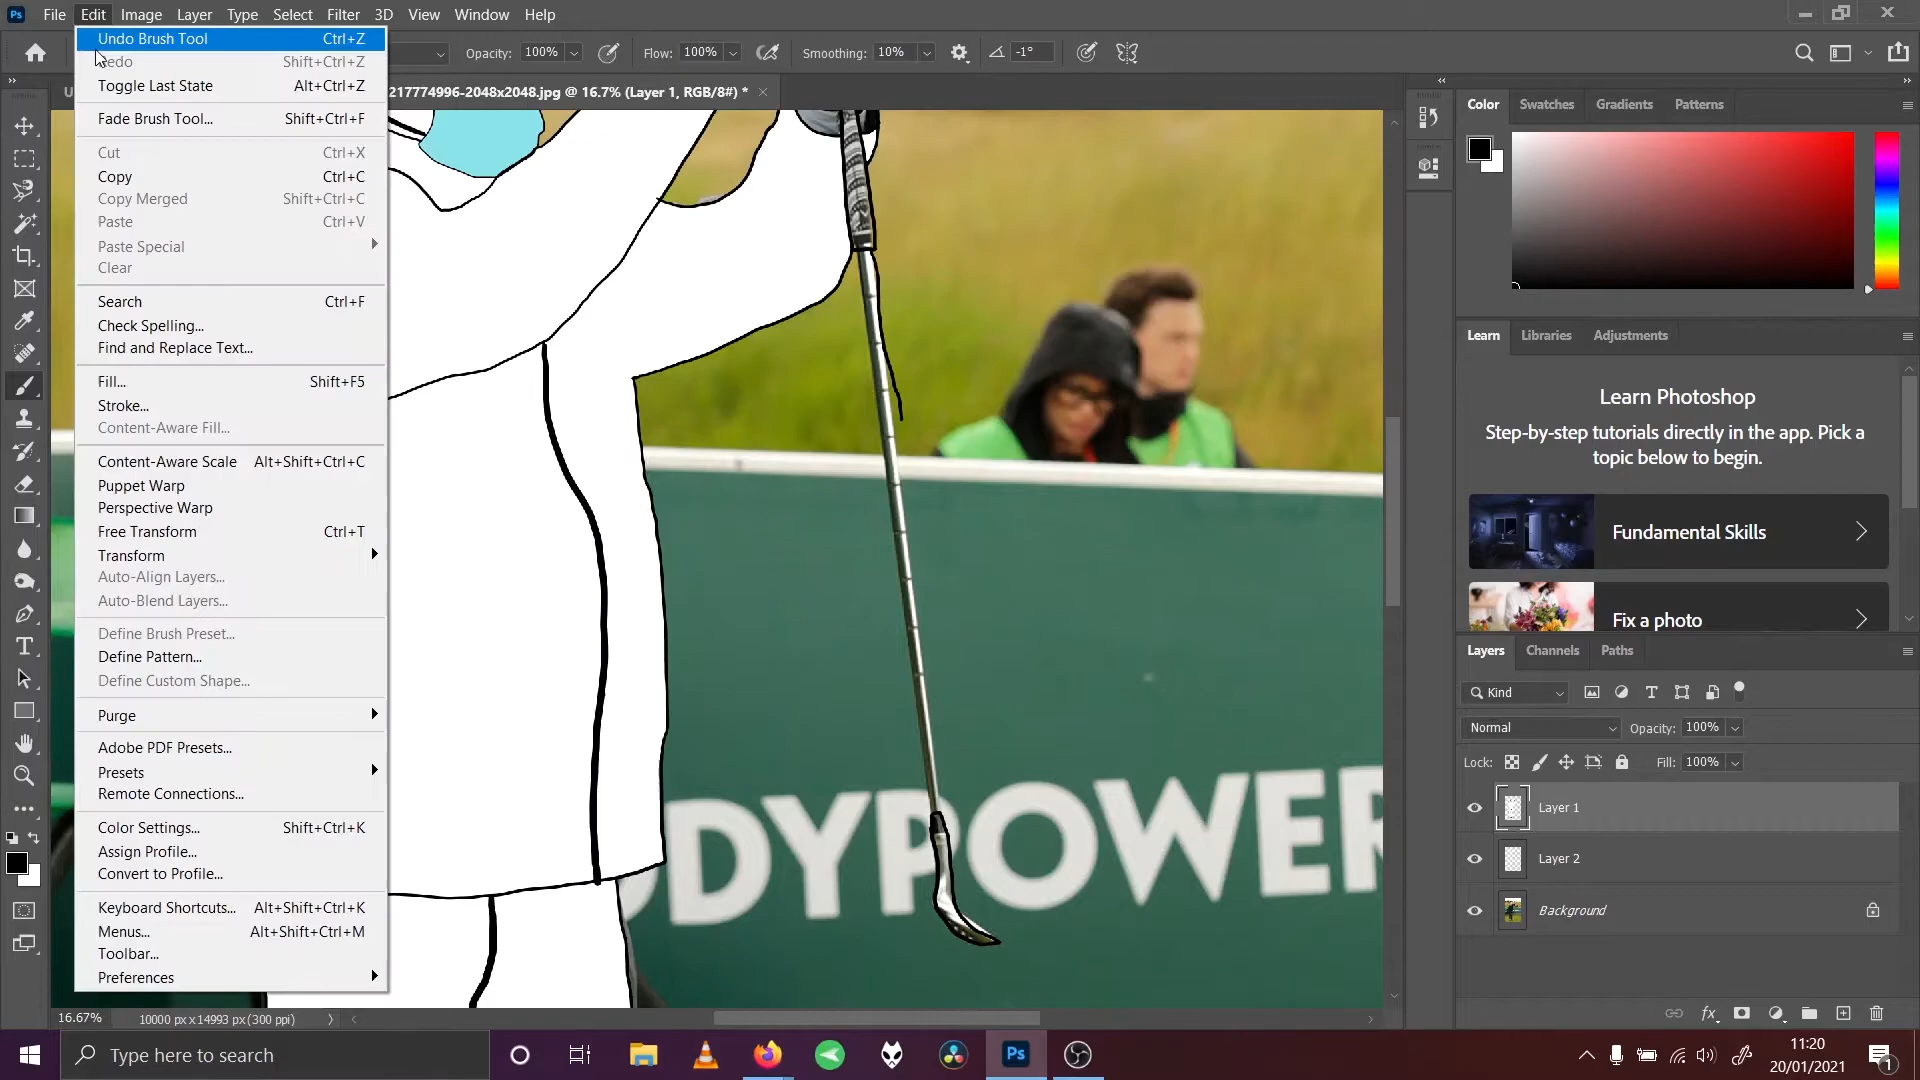 Ps File Edit Image Layer Type Select Filter 3D View Window Help
Opacity: 100% Flow: 100% Smoothing: 10% -1°
U 217774996-2048x2048.jpg @ 16.7% (Layer 1, RGB/8#) *
Undo Brush Tool Ctrl+Z
edo Shift+Ctrl+Z
Toggle Last State Alt+Ctrl+Z
Fade Brush Tool... Shift+Ctrl+F
Cut Ctrl+X
Copy Ctrl+C
Copy Merged Shift+Ctrl+C
Paste Ctrl+V
Paste Special
Clear
Search Ctrl+F
Check Spelling...
Find and Replace Text...
Fill... Shift+F5
Stroke...
Content-Aware Fill...
Content-Aware Scale Alt+Shift+Ctrl+C
Puppet Warp
Perspective Warp
Free Transform Ctrl+T
Transform
Auto-Align Layers...
Auto-Blend Layers...
Define Brush Preset...
Define Pattern...
Define Custom Shape...
Purge
Adobe PDF Presets...
Presets
Remote Connections...
Color Settings... Shift+Ctrl+K
Assign Profile...
Convert to Profile...
Keyboard Shortcuts... Alt+Shift+Ctrl+K
Menus... Alt+Shift+Ctrl+M
Toolbar...
Preferences
DYPOWER
Color Swatches Gradients Patterns
Learn Libraries Adjustments
Learn Photoshop
Step-by-step tutorials directly in the app. Pick a
topic below to begin.
Fundamental Skills
Fix a photo
Layers Channels Paths
Kind
Normal Opacity: 100%
Lock: Fill: 100%
Layer 1
Layer 2
Background
fx
16.67% 10000 px x 14993 px (300 ppi)
Type here to search
Ps
11:20
20/01/2021
1